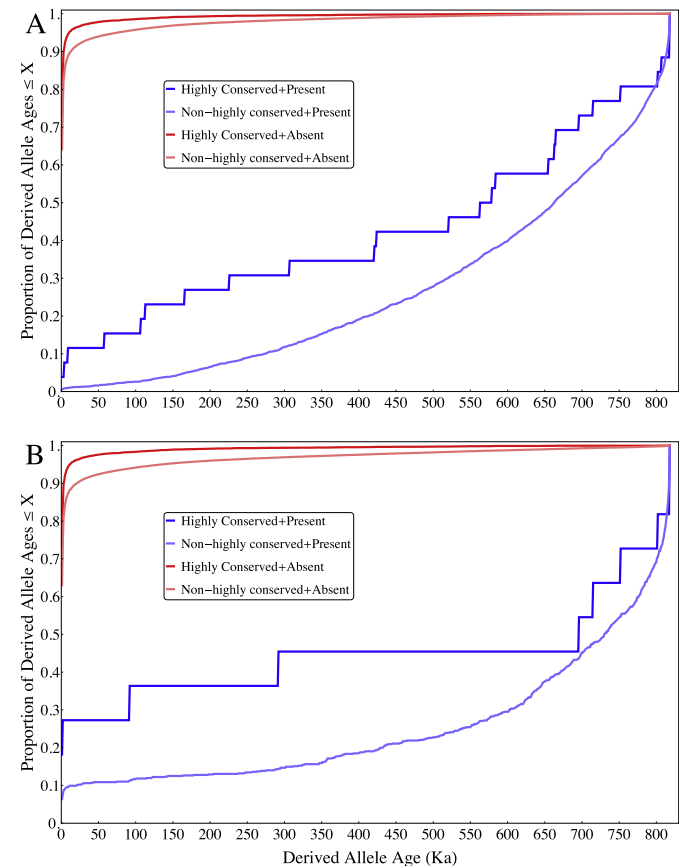 A
Proportion of Derived Allele Ages ≤ X
1.
0.9
0.8
0.7
0.6
0.5
0.4
0.3
0.2
0.1
0.
Highly Conserved+Present
Non−highly conserved+Present
Highly Conserved+Absent
Non−highly conserved+Absent
0 50 100 150 200 250 300 350 400 450 500 550 600 650 700 750 800
B
Proportion of Derived Allele Ages ≤ X
1.
0.9
0.8
0.7
0.6
0.5
0.4
0.3
0.2
0.1
0.
Highly Conserved+Present
Non−highly conserved+Present
Highly Conserved+Absent
Non−highly conserved+Absent
0 50 100 150 200 250 300 350 400 450 500 550 600 650 700 750 800
Derived Allele Age (Ka)